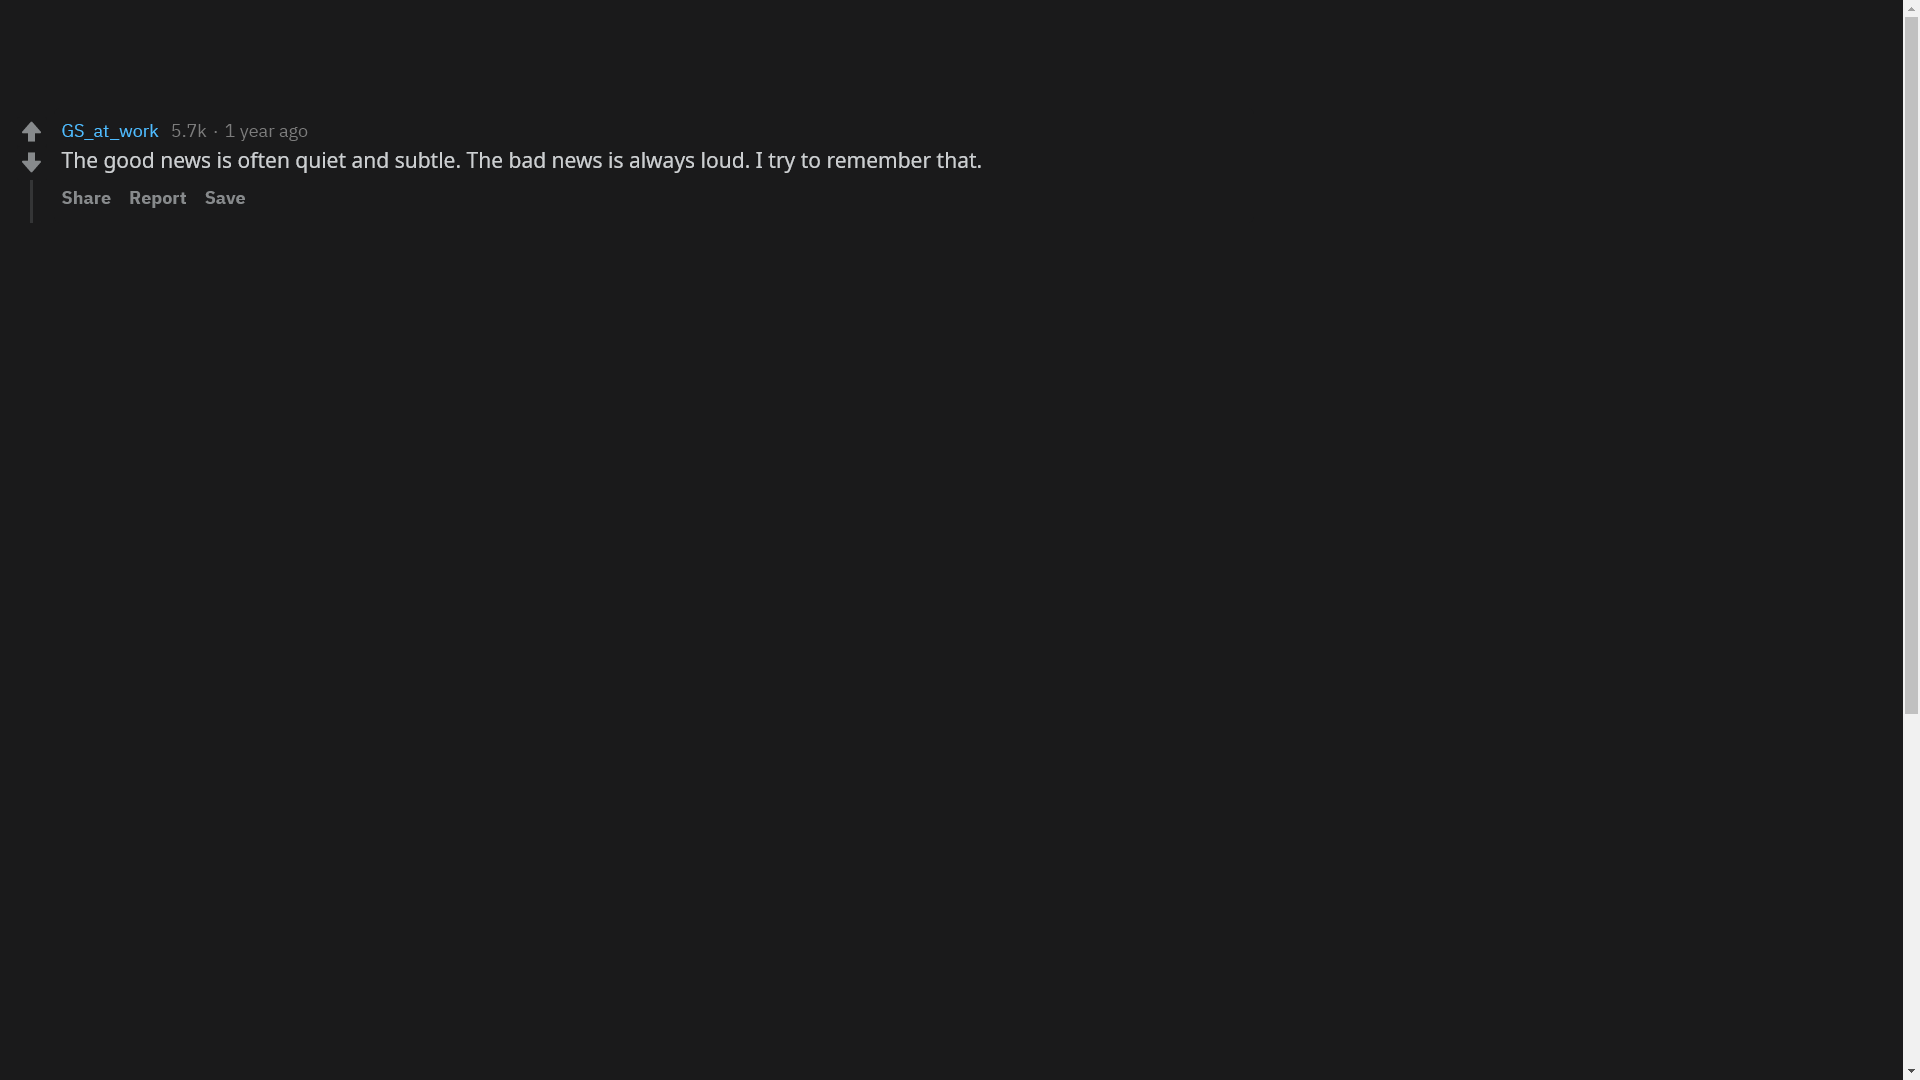 GS_at_work 5.7k · 1 year ago
The good news is often quiet and subtle. The bad news is always loud. I try to remember that.
Share Report Save